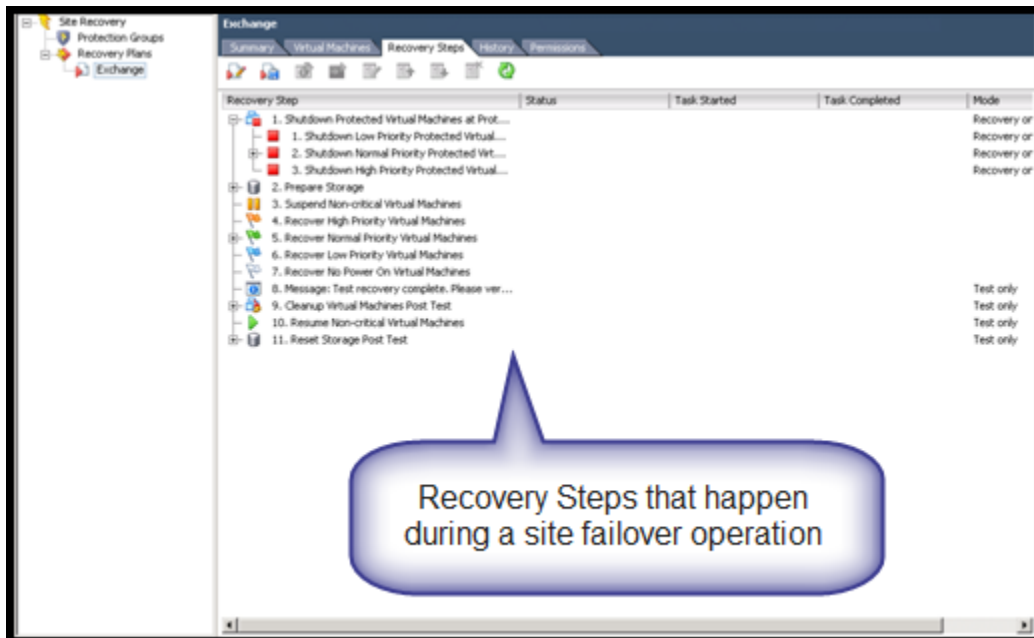 Site Recovery
Protection Groups
Recovery Plans
Exchange
Exchange
Summary Virtual Machines Recovery Steps History Permissions
Recovery Step Status Task Started Task Completed Mode
1. Shutdown Protected Virtual Machines at Prot.... Recovery or
1. Shutdown Low Priority Protected Virtual.... Recovery or
2. Shutdown Normal Priority Protected Virt.... Recovery or
3. Shutdown High Priority Protected Virtual.... Recovery or
2. Prepare Storage
3. Suspend Non-critical Virtual Machines
4. Recover High Priority Virtual Machines
5. Recover Normal Priority Virtual Machines
6. Recover Low Priority Virtual Machines
7. Recover No Power On Virtual Machines
8. Message: Test recovery complete. Please ver... Test only
9. Cleanup Virtual Machines Post Test Test only
10. Resume Non-critical Virtual Machines Test only
11. Reset Storage Post Test Test only
Recovery Steps that happen
during a site failover operation